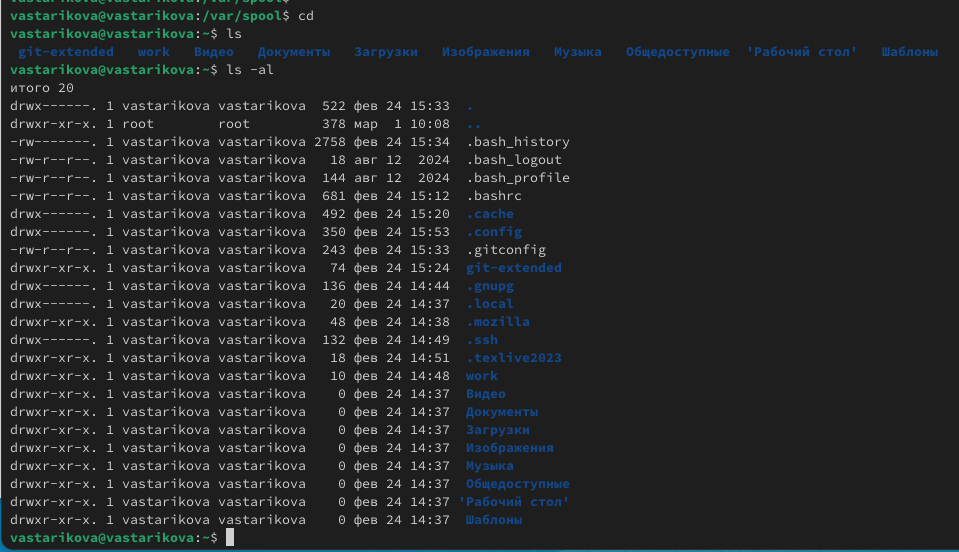 vastarikova@vastarikova:/var/spool$
vastarikova@vastarikova:/var/spool$ cd
vastarikova@vastarikova:~$ ls
git-extended work Видео Документы Загрузки Изображения Музыка Общедоступные 'Рабочий стол' Шаблоны
vastarikova@vastarikova:~$ ls -al
итого 20
drwx------. 1 vastarikova vastarikova 522 фев 24 15:33 .
drwxr-xr-x. 1 root root 378 мар 1 10:08 ..
-rw-------. 1 vastarikova vastarikova 2758 фев 24 15:34 .bash_history
-rw-r--r--. 1 vastarikova vastarikova 18 авг 12 2024 .bash_logout
-rw-r--r--. 1 vastarikova vastarikova 144 авг 12 2024 .bash_profile
-rw-r--r--. 1 vastarikova vastarikova 681 фев 24 15:12 .bashrc
drwx------. 1 vastarikova vastarikova 492 фев 24 15:20 .cache
drwx------. 1 vastarikova vastarikova 350 фев 24 15:53 .config
-rw-r--r--. 1 vastarikova vastarikova 243 фев 24 15:33 .gitconfig
drwxr-xr-x. 1 vastarikova vastarikova 74 фев 24 15:24 git-extended
drwx------. 1 vastarikova vastarikova 136 фев 24 14:44 .gnupg
drwx------. 1 vastarikova vastarikova 20 фев 24 14:37 .local
drwxr-xr-x. 1 vastarikova vastarikova 48 фев 24 14:38 .mozilla
drwx------. 1 vastarikova vastarikova 132 фев 24 14:49 .ssh
drwxr-xr-x. 1 vastarikova vastarikova 18 фев 24 14:51 .texlive2023
drwxr-xr-x. 1 vastarikova vastarikova 10 фев 24 14:48 work
drwxr-xr-x. 1 vastarikova vastarikova 0 фев 24 14:37 Видео
drwxr-xr-x. 1 vastarikova vastarikova 0 фев 24 14:37 Документы
drwxr-xr-x. 1 vastarikova vastarikova 0 фев 24 14:37 Загрузки
drwxr-xr-x. 1 vastarikova vastarikova 0 фев 24 14:37 Изображения
drwxr-xr-x. 1 vastarikova vastarikova 0 фев 24 14:37 Музыка
drwxr-xr-x. 1 vastarikova vastarikova 0 фев 24 14:37 Общедоступные
drwxr-xr-x. 1 vastarikova vastarikova 0 фев 24 14:37 'Рабочий стол'
drwxr-xr-x. 1 vastarikova vastarikova 0 фев 24 14:37 Шаблоны
vastarikova@vastarikova:~$